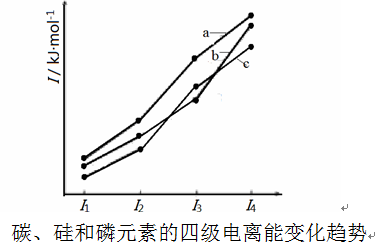 I / kJ·mol⁻¹
a
b
c
I₁ I₂ I₃ I₄
碳、硅和磷元素的四级电离能变化趋势